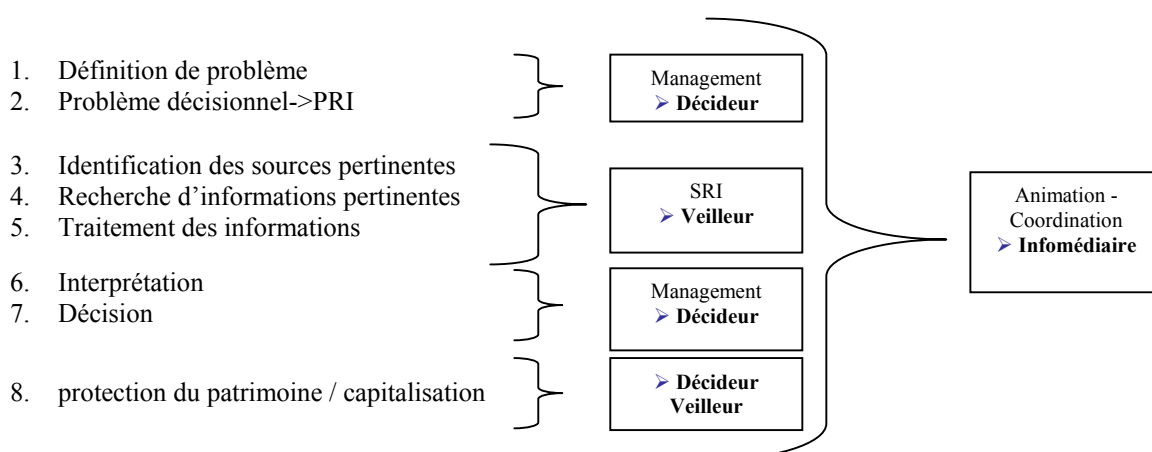 1. Définition de problème
2. Problème décisionnel->PRI
Management
➢ Décideur
3. Identification des sources pertinentes
4. Recherche d’informations pertinentes
5. Traitement des informations
SRI
➢ Veilleur
6. Interprétation
7. Décision
Management
➢ Décideur
8. protection du patrimoine / capitalisation
➢ Décideur
Veilleur
Animation -
Coordination
➢ Infomédiaire